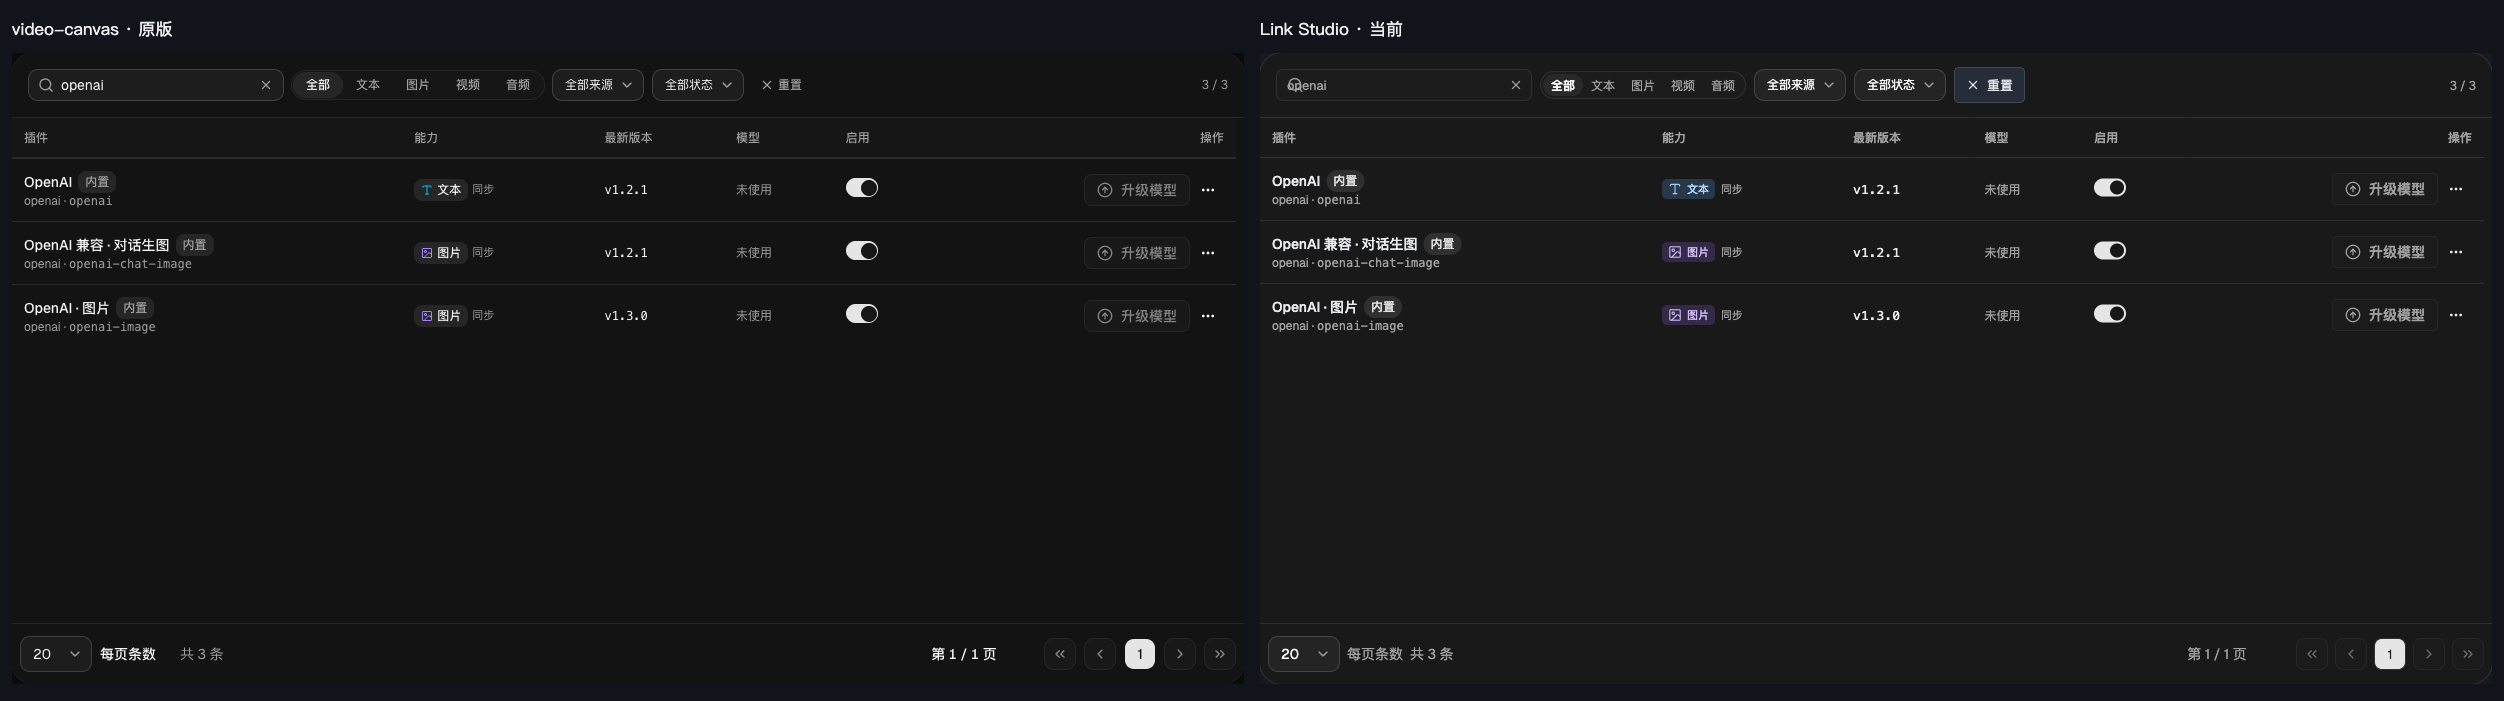 video-canvas · 原版
openai 全部 文本 图片 视频 音频 全部来源 全部状态 重置 3 / 3
插件 能力 最新版本 模型 启用 操作
OpenAI 内置
openai · openai
文本 同步 v1.2.1 未使用 升级模型
OpenAI 兼容 · 对话生图 内置
openai · openai-chat-image
图片 同步 v1.2.1 未使用 升级模型
OpenAI · 图片 内置
openai · openai-image
图片 同步 v1.3.0 未使用 升级模型
20 每页条数 共 3 条 第 1 / 1 页 1
Link Studio · 当前
openai 全部 文本 图片 视频 音频 全部来源 全部状态 重置 3 / 3
插件 能力 最新版本 模型 启用 操作
OpenAI 内置
openai · openai
文本 同步 v1.2.1 未使用 升级模型
OpenAI 兼容 · 对话生图 内置
openai · openai-chat-image
图片 同步 v1.2.1 未使用 升级模型
OpenAI · 图片 内置
openai · openai-image
图片 同步 v1.3.0 未使用 升级模型
20 每页条数 共 3 条 第 1 / 1 页 1